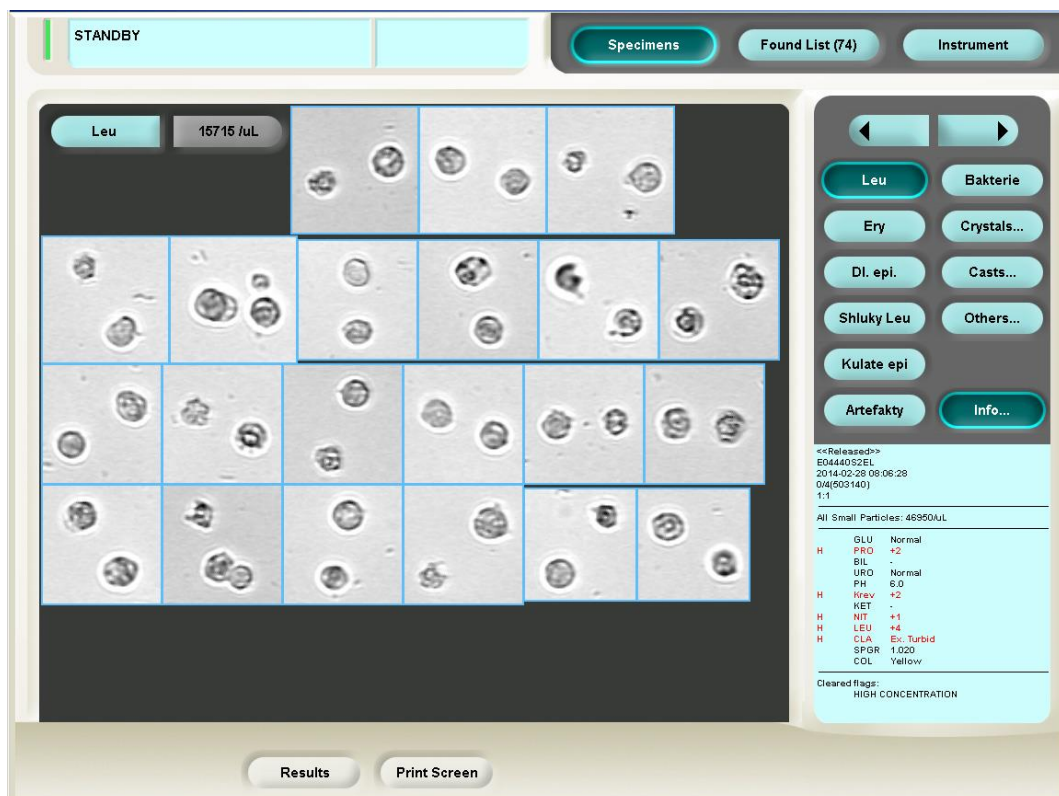 STANDBY
Specimens
Found List (74)
Instrument
Leu
15715 /uL
Leu
Bakterie
Ery
Crystals...
Dl. epi.
Casts...
Shluky Leu
Others...
Kulate epi
Artefakty
Info...
<<Released>>
E04440S2EL
2014-02-28 08:06:28
0/4(503140)
1:1
All Small Particles: 46950/uL
GLU Normal
H PRO +2
BIL -
URO Normal
PH 6.0
H Krev +2
KET -
H NIT +1
H LEU +4
H CLA Ex. Turbid
SPGR 1.020
COL Yellow
Cleared flags:
HIGH CONCENTRATION
Results
Print Screen